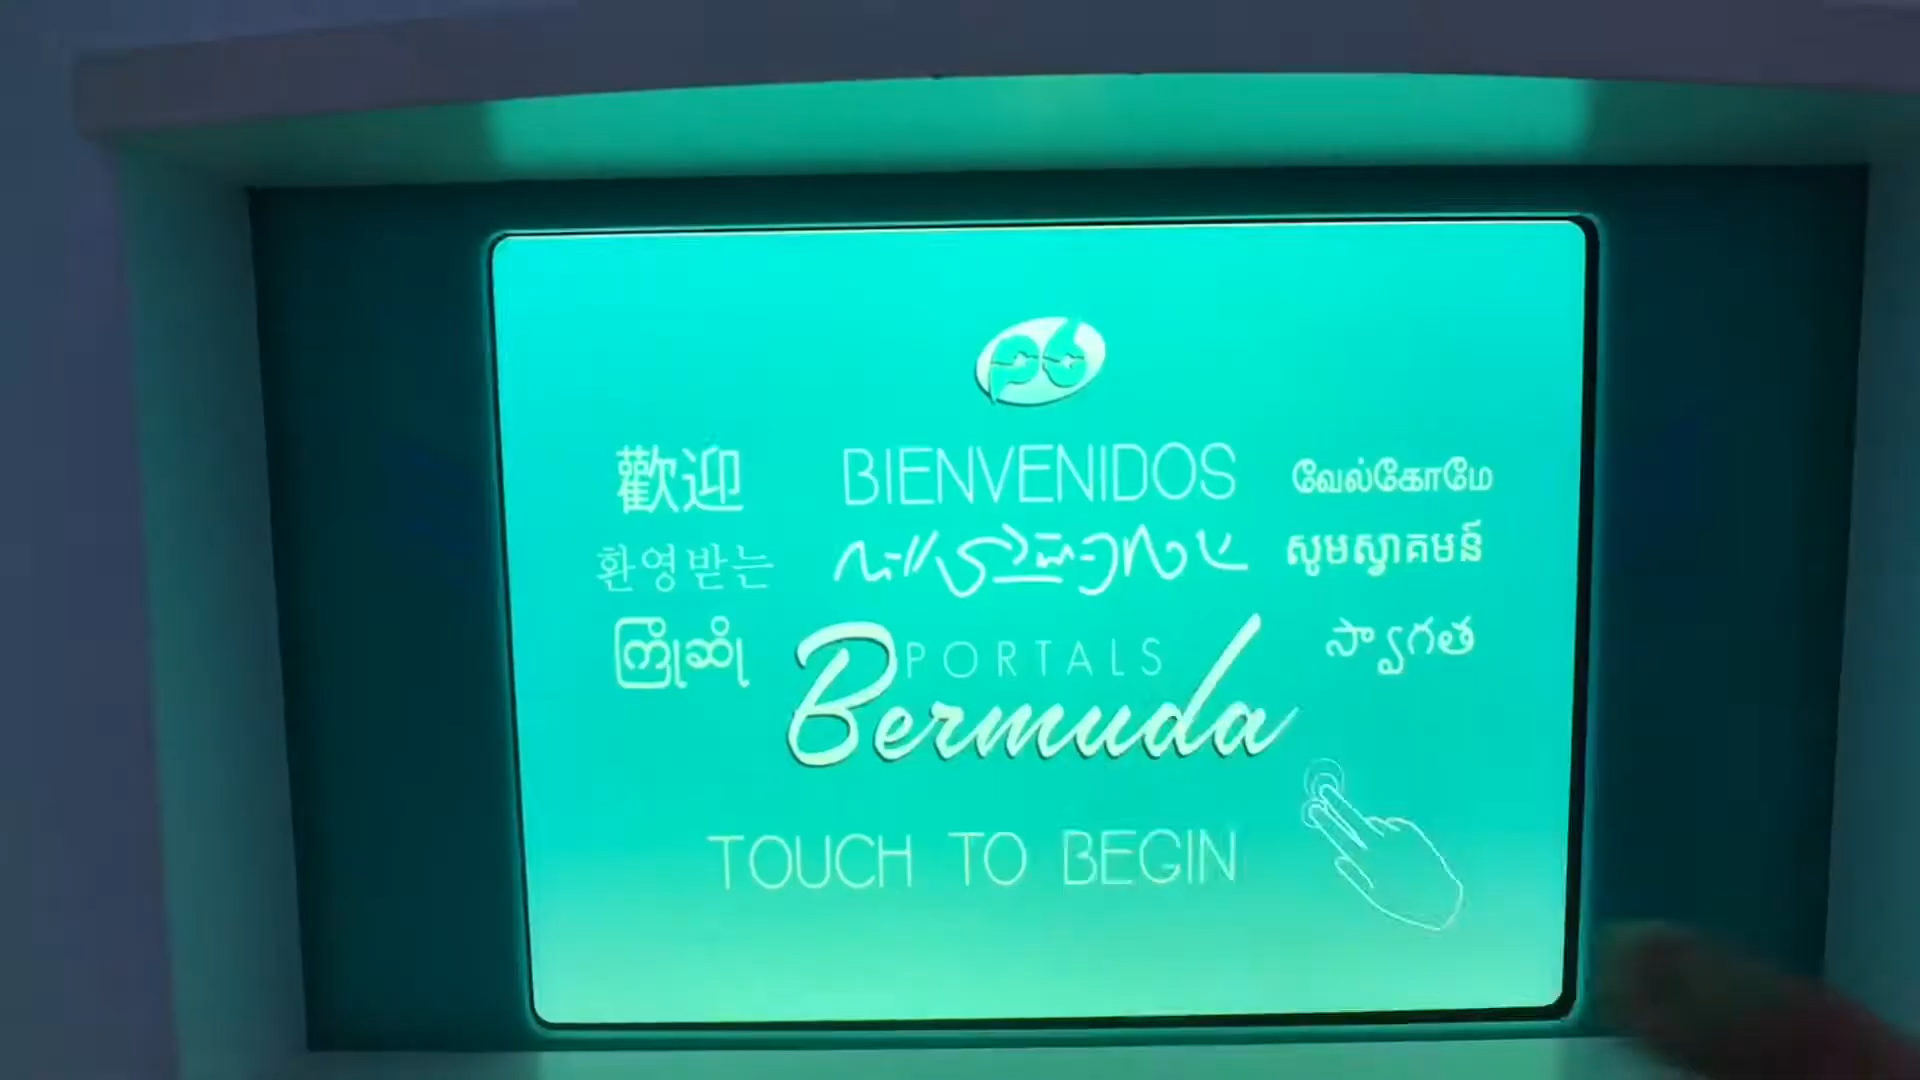 歡迎
BIENVENIDOS
வேல்கோமே
환영받는
សូមស្វាគមន៍
ကြိုဆို
PORTALS
Bermuda
TOUCH TO BEGIN